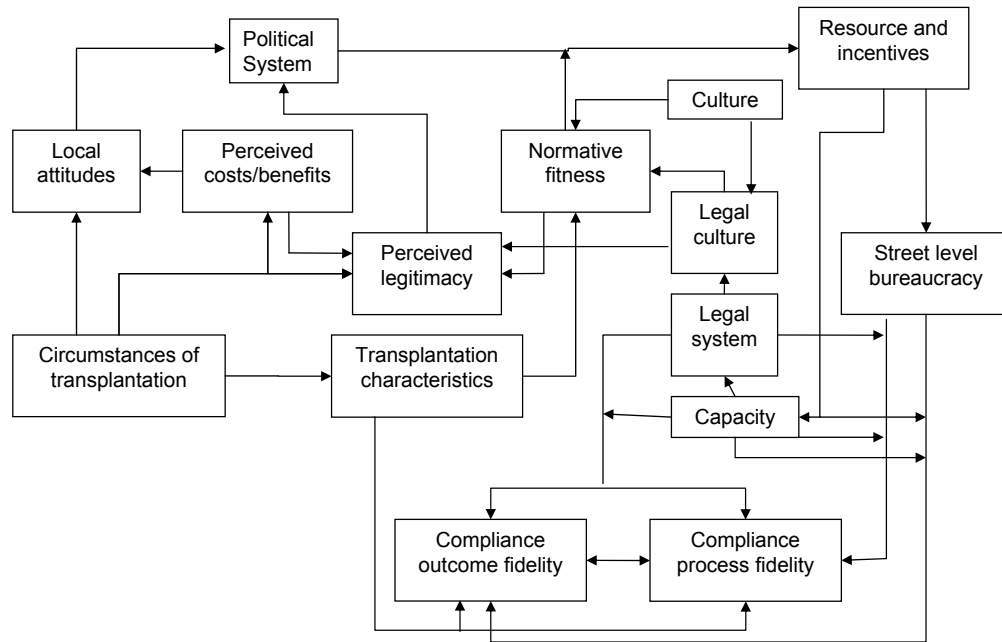 Political
System
Resource and
incentives
Culture
Local
attitudes
Perceived
costs/benefits
Normative
fitness
Legal
culture
Perceived
legitimacy
Street level
bureaucracy
Legal
system
Circumstances of
transplantation
Transplantation
characteristics
Capacity
Compliance
outcome fidelity
Compliance
process fidelity